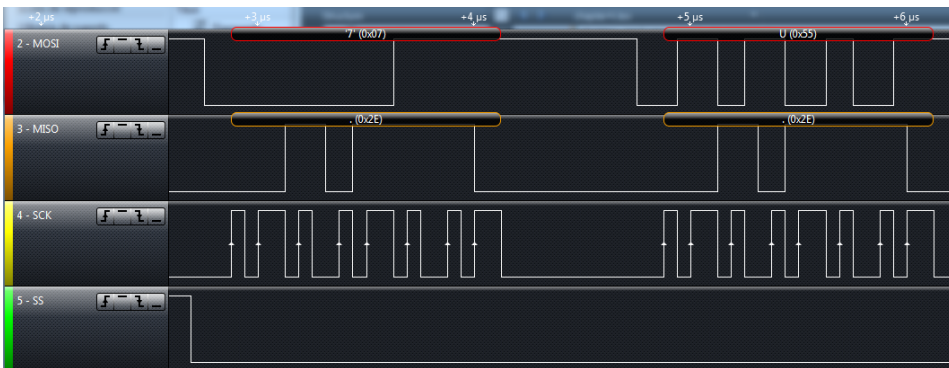 +2 µs +3 µs +4 µs +5 µs +6 µs
2 - MOSI
'7' (0x07)
U (0x55)
3 - MISO
. (0x2E)
. (0x2E)
4 - SCK
5 - SS